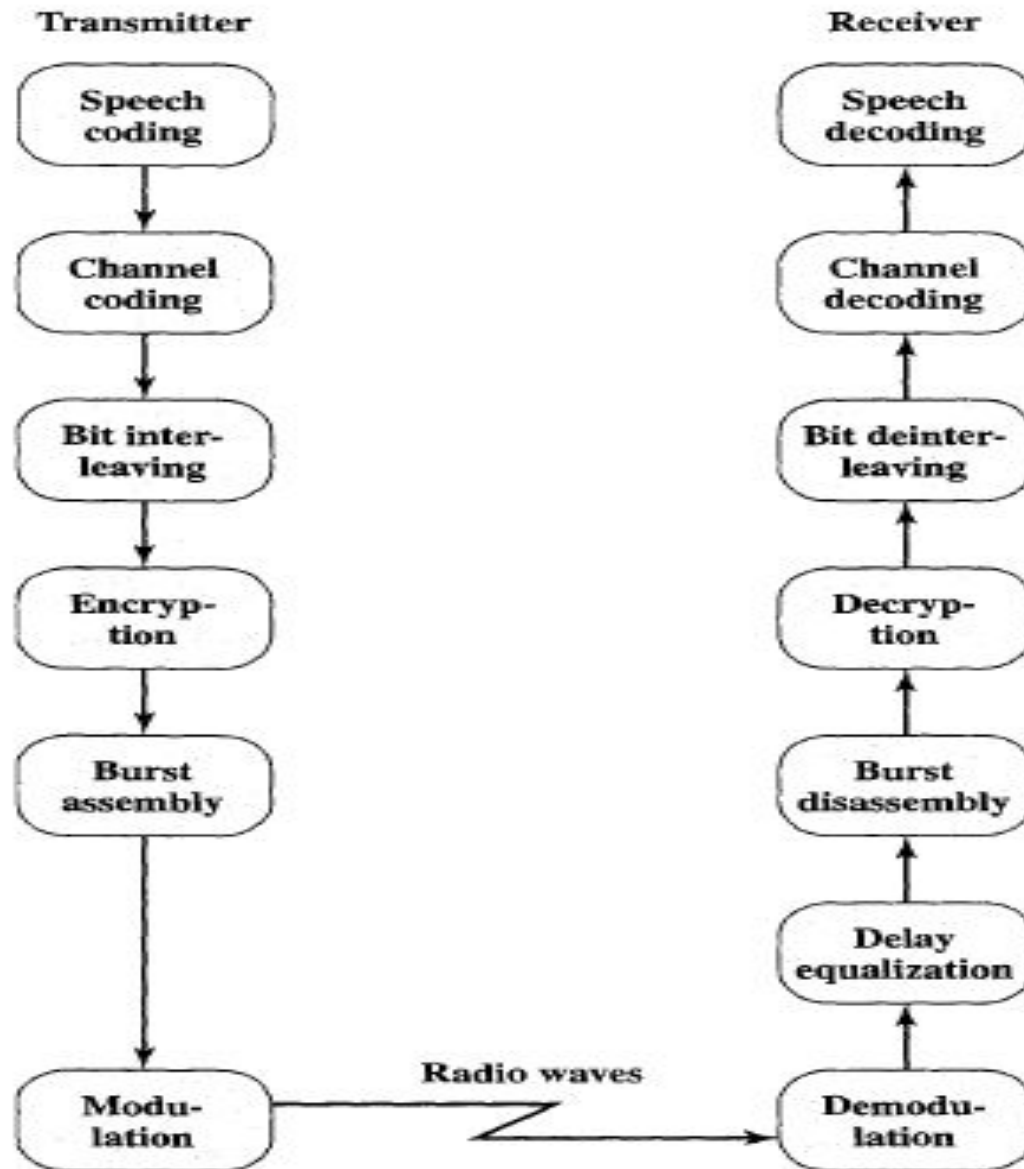 Transmitter
Receiver
Speech
coding
Speech
decoding
Channel
coding
Channel
decoding
Bit inter-
leaving
Bit deinter-
leaving
Encryp-
tion
Decryp-
tion
Burst
assembly
Burst
disassembly
Delay
equalization
Radio waves
Modu-
lation
Demodu-
lation